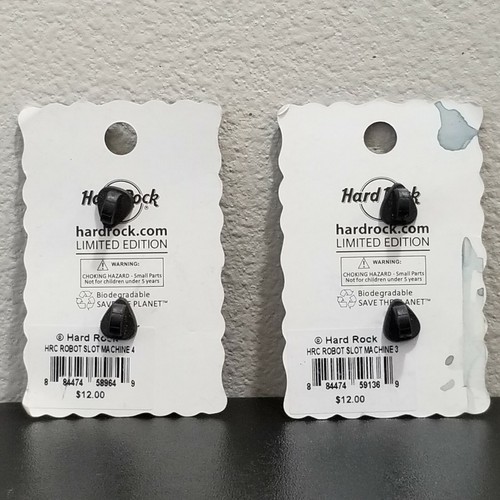 Hard Rock
hardrock.com
LIMITED EDITION
WARNING:
CHOKING HAZARD - Small Parts
Not for children under 5 years
Biodegradable
SAVE THE PLANET™
® Hard Rock
HRC ROBOT SLOT MACHINE 4
8 84474 58964 9
$12.00
Hard Rock
hardrock.com
LIMITED EDITION
WARNING:
CHOKING HAZARD - Small Parts
Not for children under 5 years
Biodegradable
SAVE THE PLANET™
® Hard Rock
HRC ROBOT SLOT MACHINE 3
8 84474 59136 9
$12.00